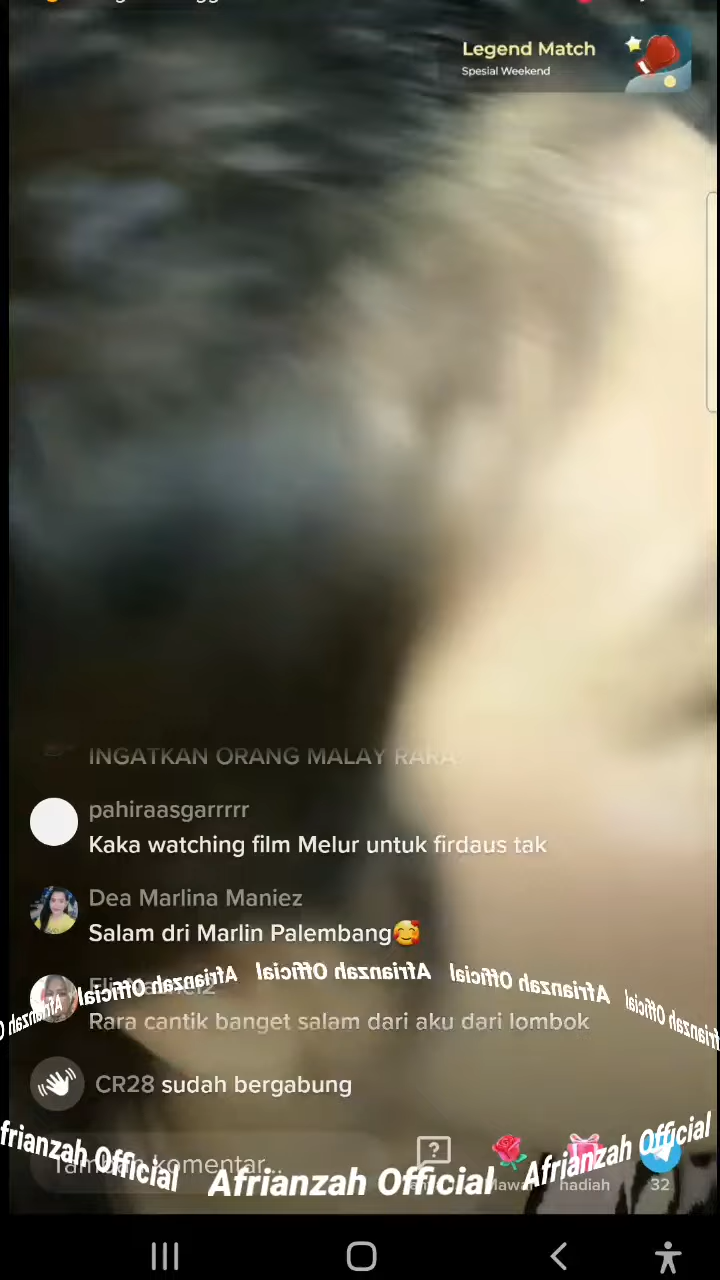 Legend Match
Spesial Weekend
INGATKAN ORANG MALAY RARA
pahiraasgarrrrr
Kaka watching film Melur untuk firdaus tak
Dea Marlina Maniez
Salam dri Marlin Palembang🥰
Afrianzah Official Afrianzah Official Afrianzah Official
Rara cantik banget salam dari aku dari lombok
CR28 sudah bergabung
Tambah komentar...
hadiah
32
Afrianzah Official Afrianzah Official